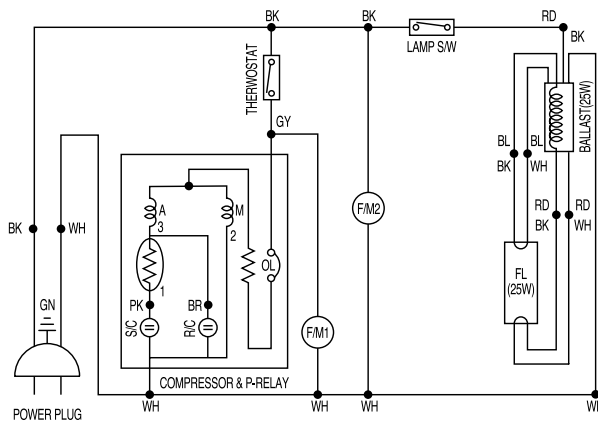 BK
BK
RD
BK
LAMP S/W
THERWOSTAT
BALLAST(25W)
GY
BL
BK
BL
WH
A
3
M
2
F/M2
RD
BK
RD
WH
BK
WH
OL
FL
(25W)
1
GN
PK
BR
S/C
R/C
F/M1
COMPRESSOR & P-RELAY
WH
WH
WH
POWER PLUG